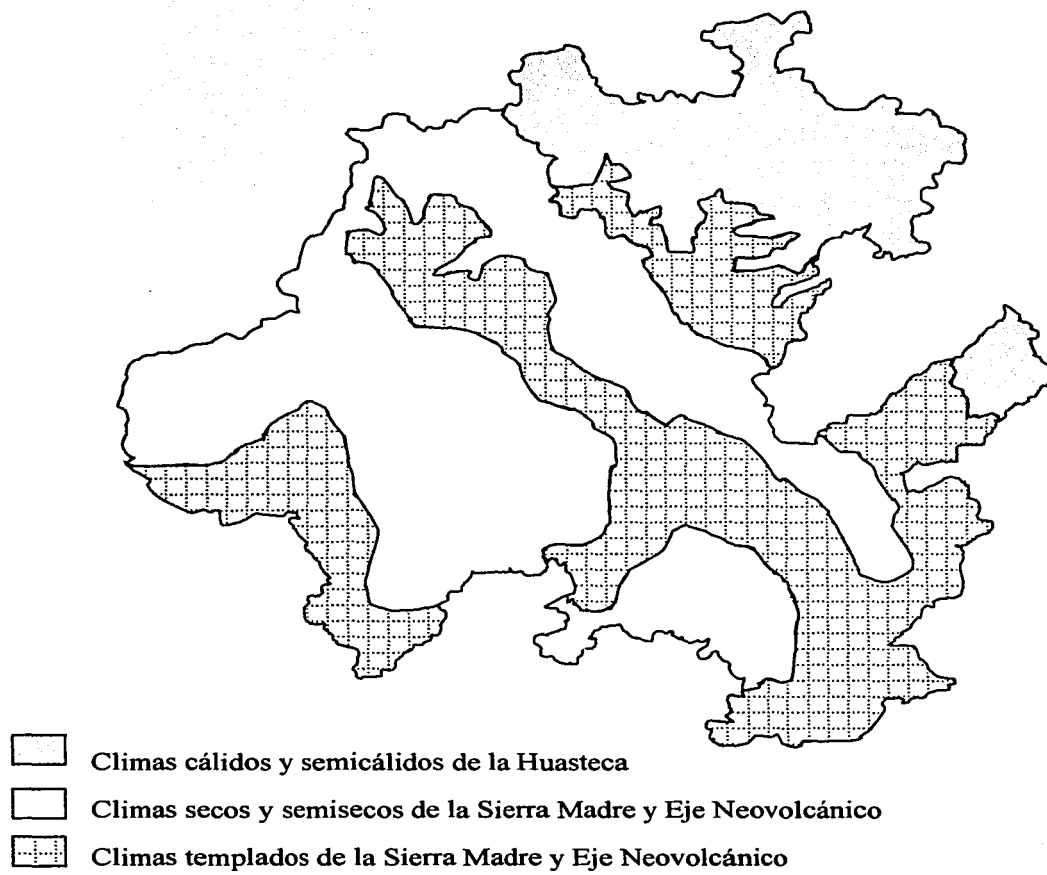 Climas cálidos y semicálidos de la Huasteca
Climas secos y semisecos de la Sierra Madre y Eje Neovolcánico
Climas templados de la Sierra Madre y Eje Neovolcánico